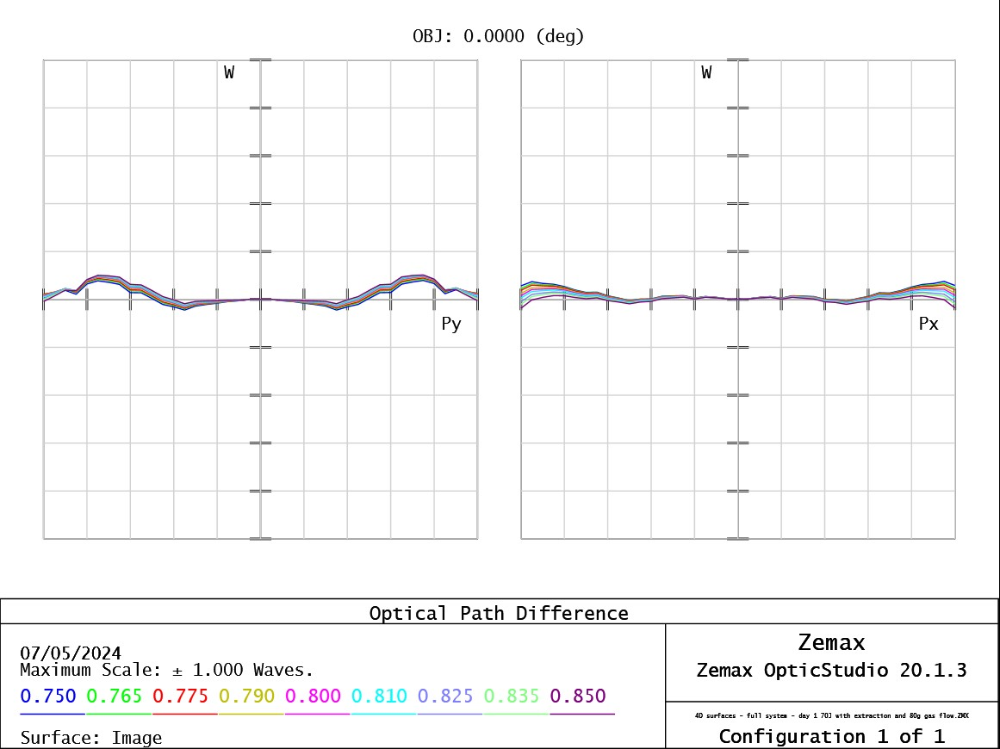 OBJ: 0.0000 (deg)
W
W
Py
Px
Optical Path Difference
07/05/2024
Maximum Scale: ± 1.000 Waves.
0.750 0.765 0.775 0.790 0.800 0.810 0.825 0.835 0.850
Surface: Image
Zemax
Zemax OpticStudio 20.1.3
4D surfaces - full system - day 1 70J with extraction and 80g gas flow.ZMX
Configuration 1 of 1